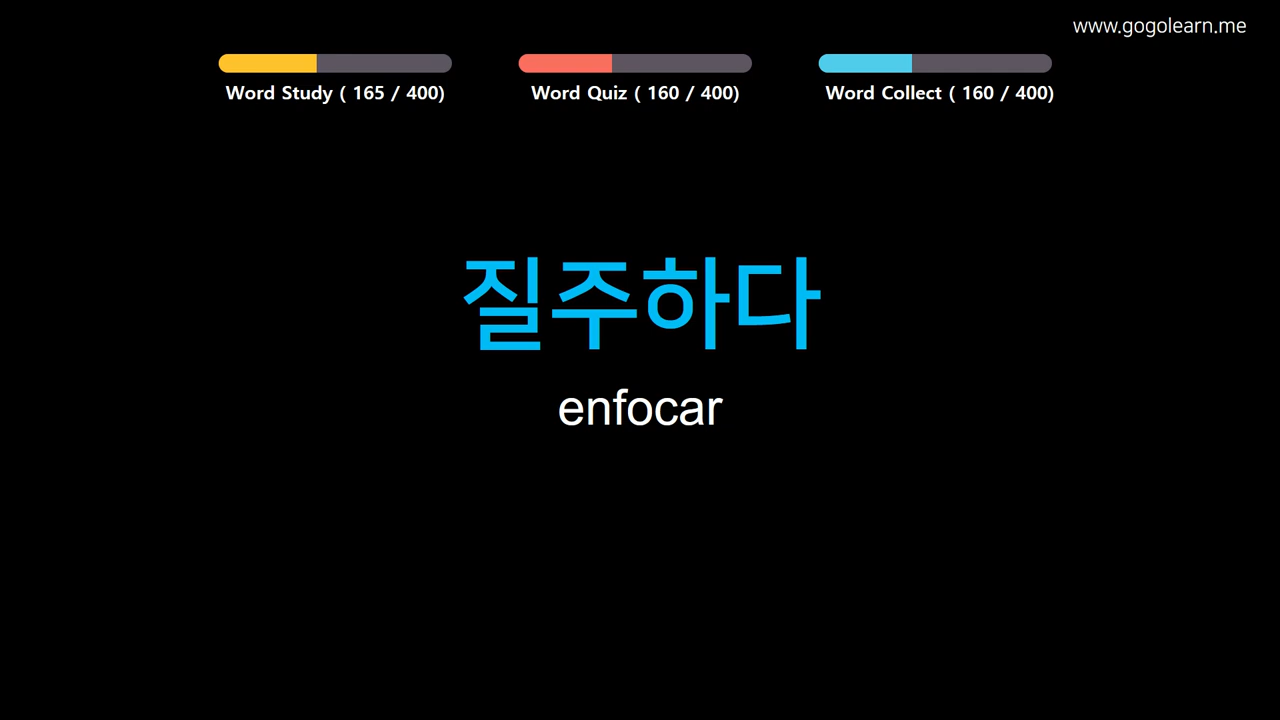 www.gogolearn.me
Word Study ( 165 / 400)
Word Quiz ( 160 / 400)
Word Collect ( 160 / 400)
질주하다
enfocar